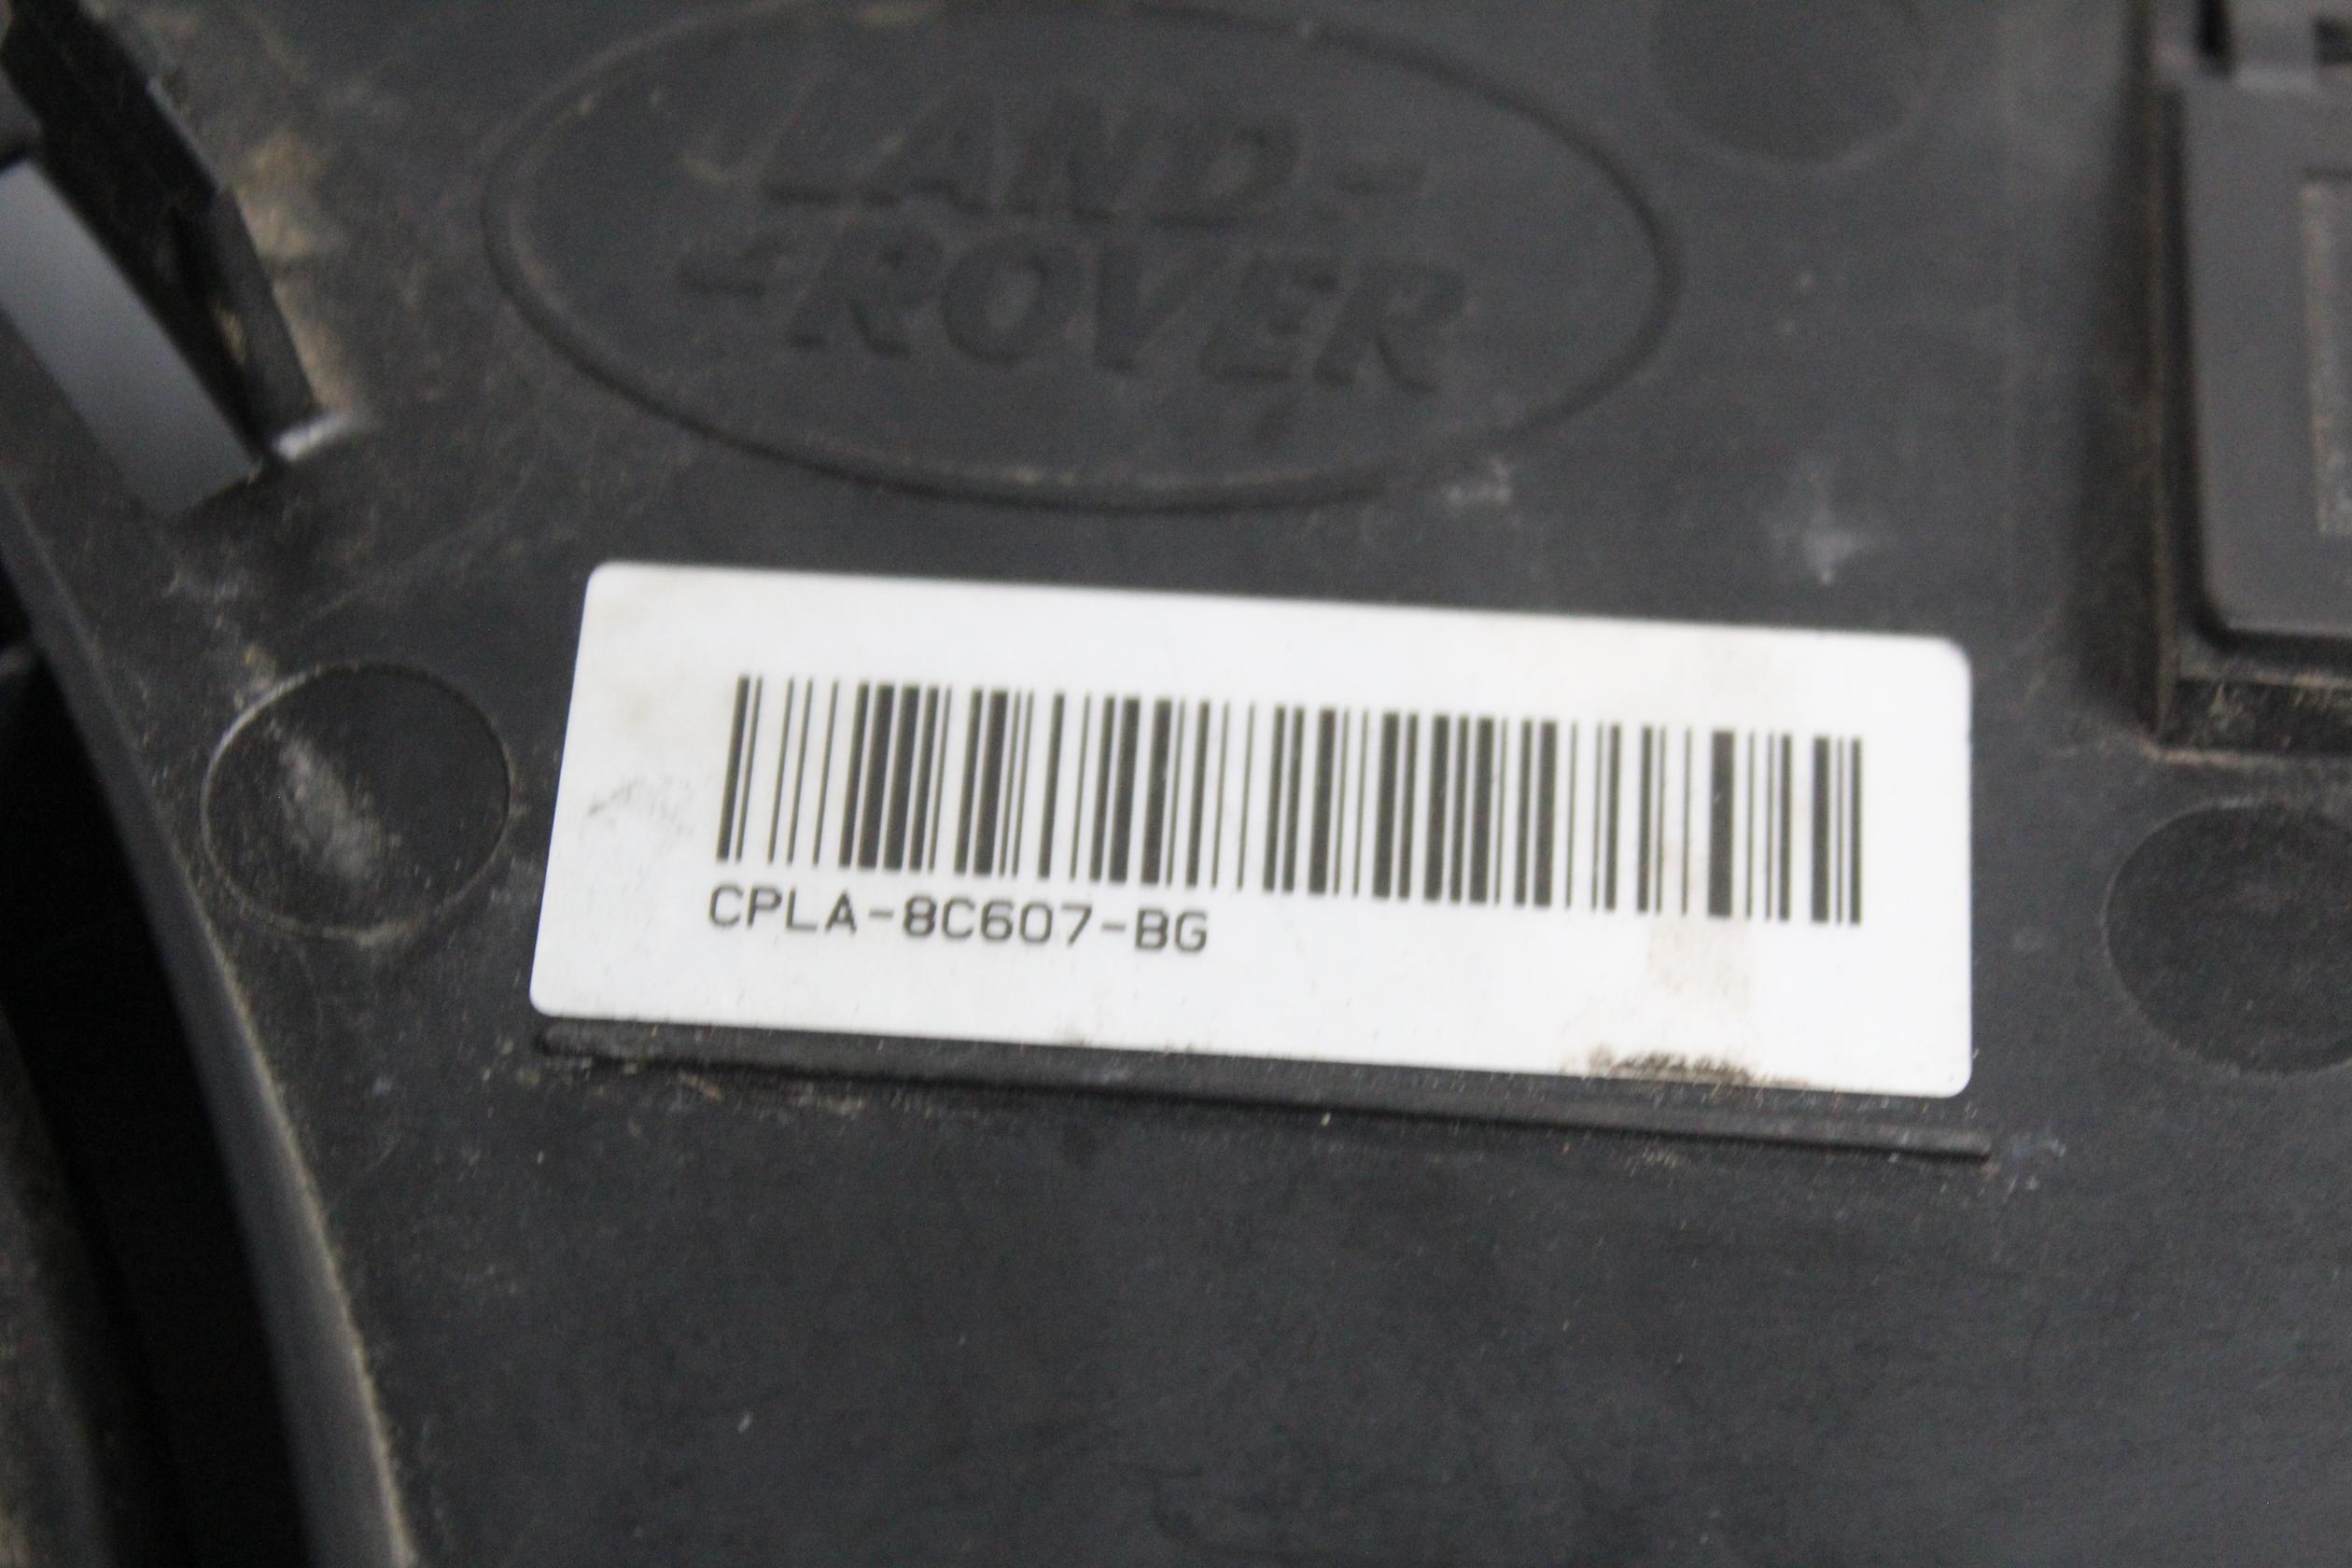 LAND-
-ROVER
CPLA-8C607-BG